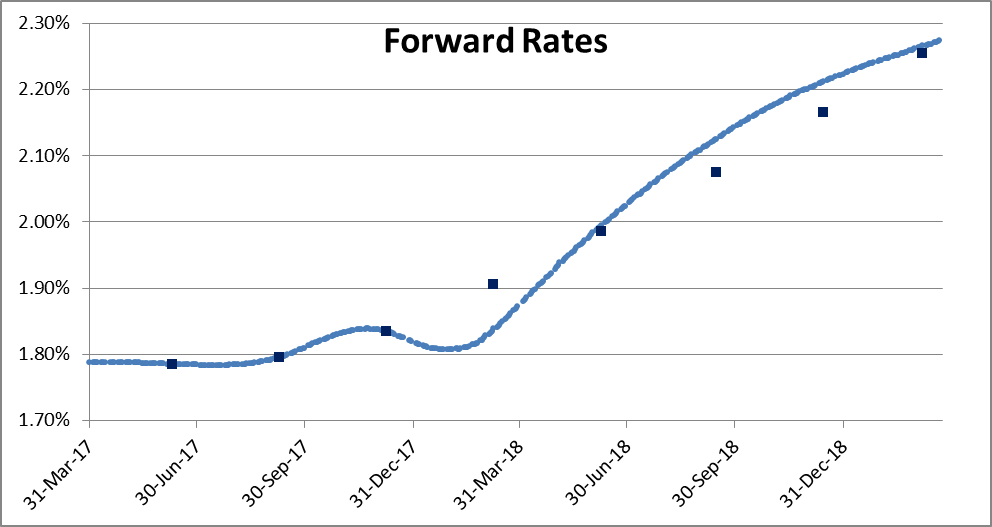 Forward Rates
2.30%
2.20%
2.10%
2.00%
1.90%
1.80%
1.70%
31-Mar-17
30-Jun-17
30-Sep-17
31-Dec-17
31-Mar-18
30-Jun-18
30-Sep-18
31-Dec-18